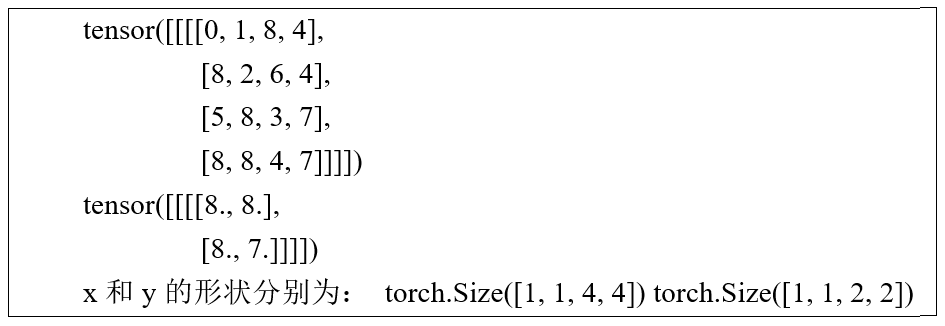 tensor([[[[0, 1, 8, 4],
[8, 2, 6, 4],
[5, 8, 3, 7],
[8, 8, 4, 7]]]])
tensor([[[[8., 8.],
[8., 7.]]]])
x 和 y 的形状分别为： torch.Size([1, 1, 4, 4]) torch.Size([1, 1, 2, 2])